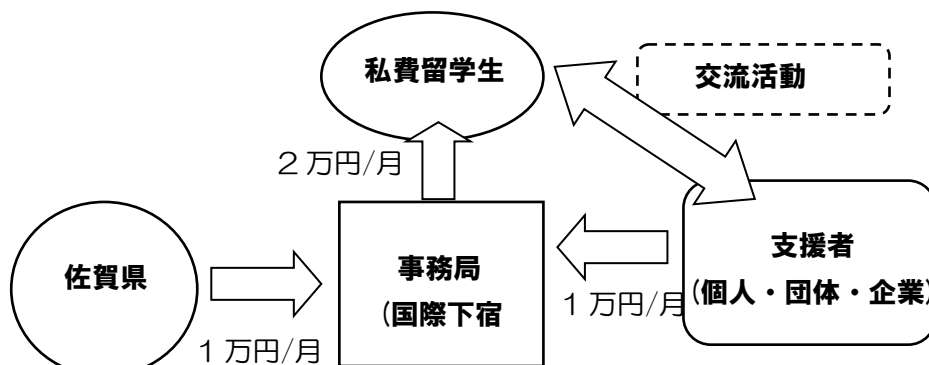 私費留学生
交流活動
２万円/月
佐賀県
事務局
(国際下宿
支援者
(個人・団体・企業)
１万円/月
１万円/月